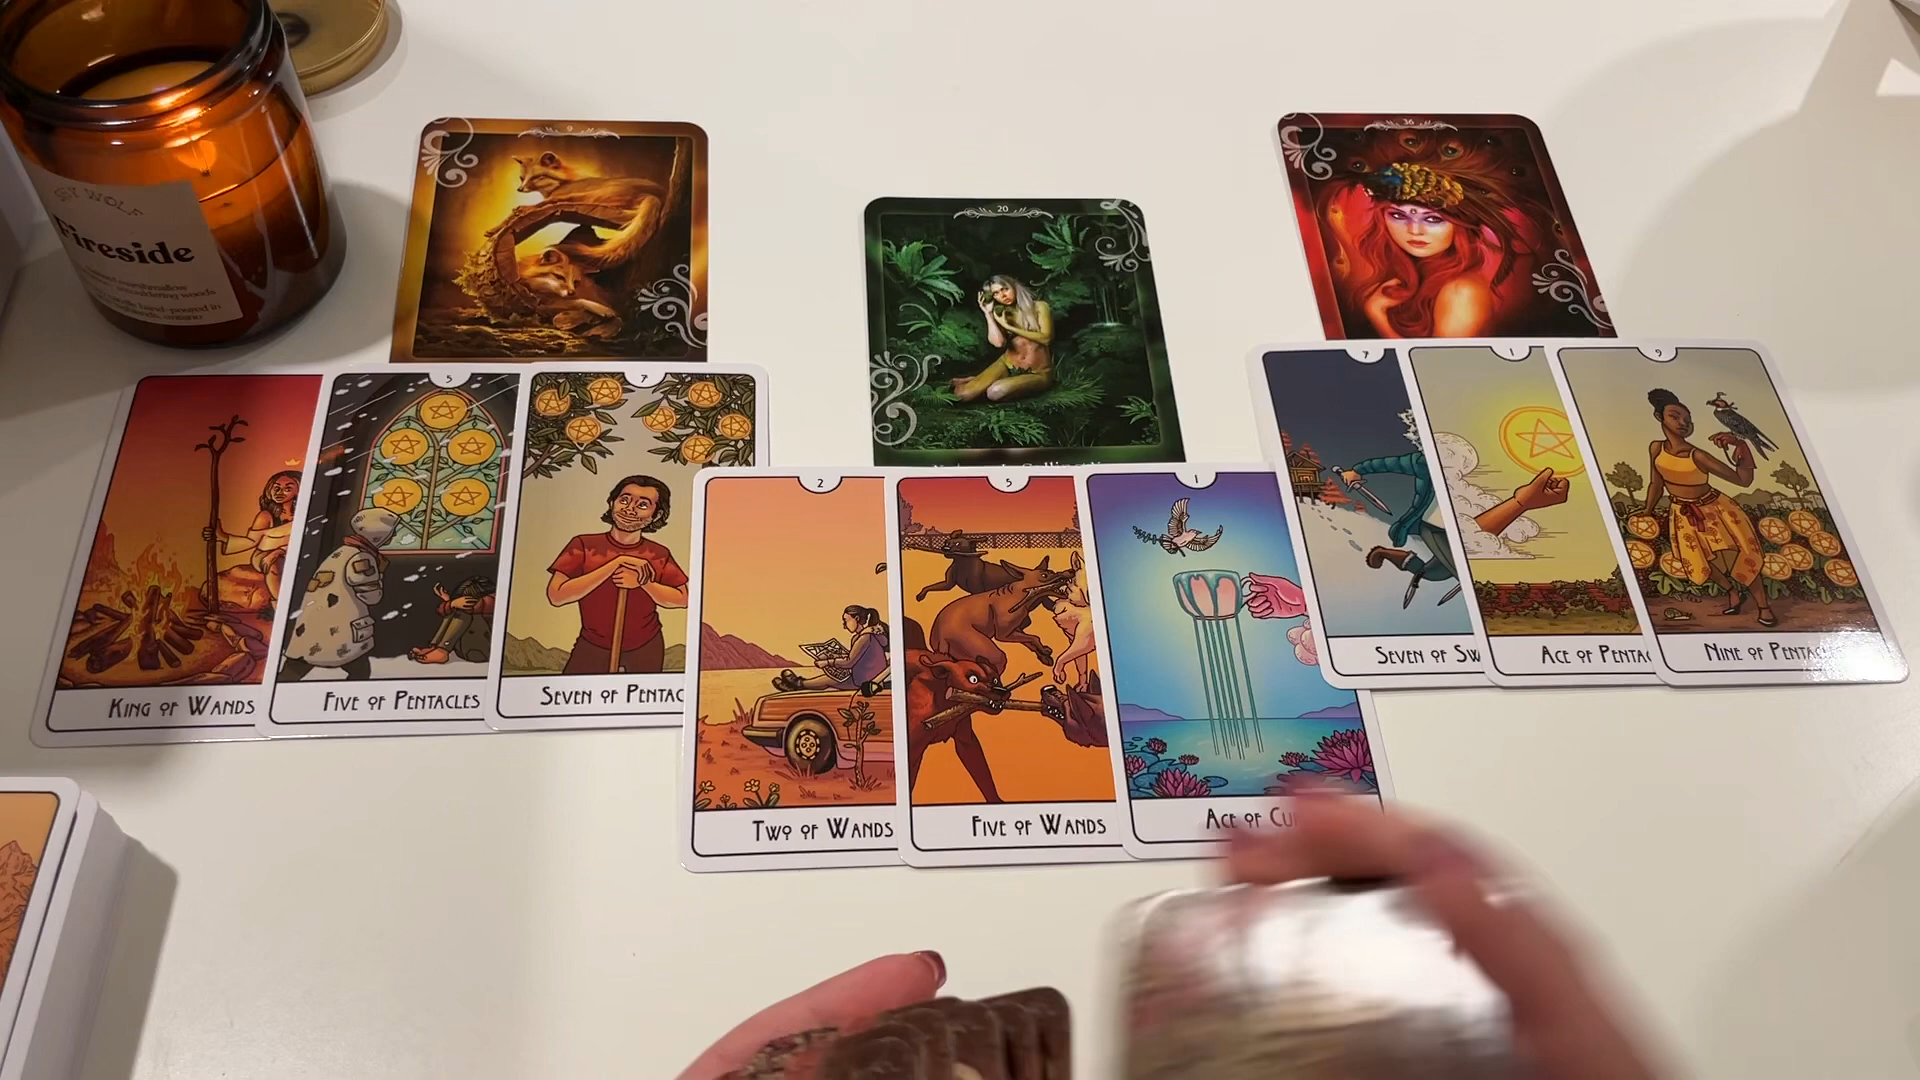 Fireside
9
20
36
KING OF WANDS
5
FIVE OF PENTACLES
7
SEVEN OF PENTAC
2
TWO OF WANDS
5
FIVE OF WANDS
1
ACE OF CU
7
SEVEN OF SW
1
ACE OF PENTAC
9
NINE OF PENTAC